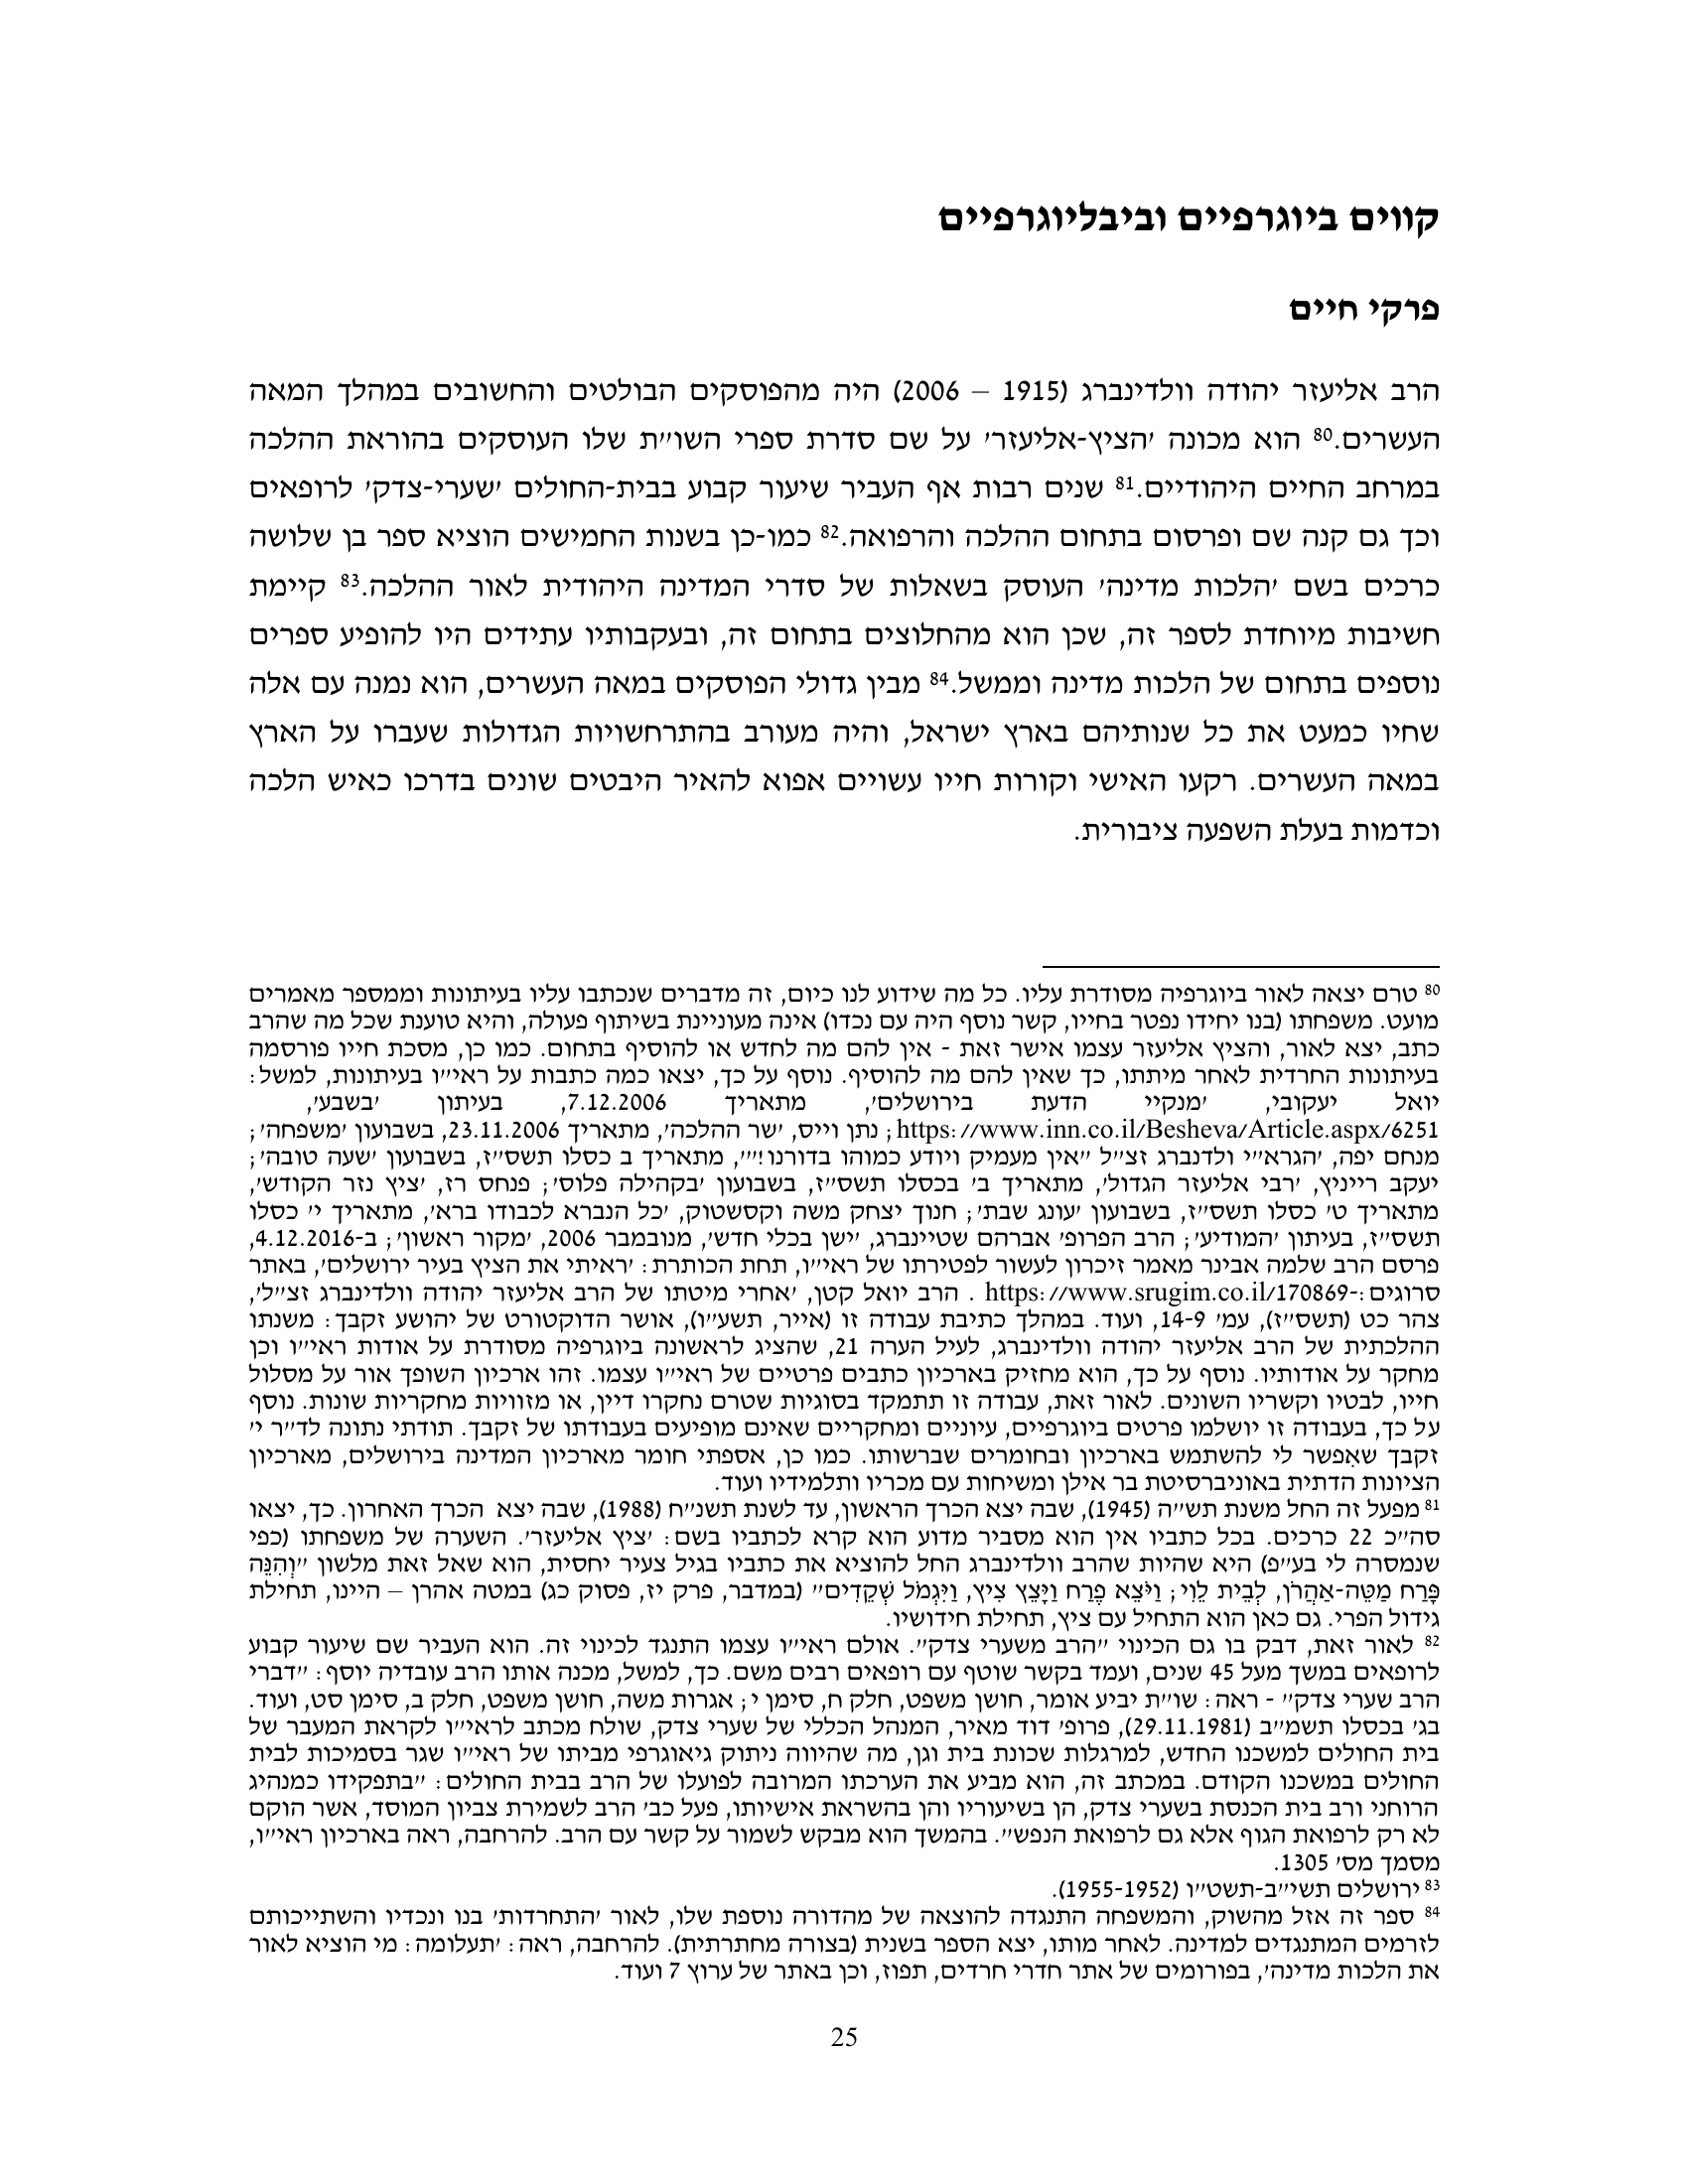 קווים ביוגרפיים וביבליוגרפיים
פרקי חיים
הרב אליעזר יהודה וולדינברג (1915 – 2006) היה מהפוסקים הבולטים והחשובים במהלך המאה
העשרים.80 הוא מכונה 'הציץ-אליעזר' על שם סדרת ספרי השו"ת שלו העוסקים בהוראת ההלכה
במרחב החיים היהודיים.81 שנים רבות אף העביר שיעור קבוע בבית-החולים 'שערי-צדק' לרופאים
וכך גם קנה שם ופרסום בתחום ההלכה והרפואה.82 כמו-כן בשנות החמישים הוציא ספר בן שלושה
כרכים בשם 'הלכות מדינה' העוסק בשאלות של סדרי המדינה היהודית לאור ההלכה.83 קיימת
חשיבות מיוחדת לספר זה, שכן הוא מהחלוצים בתחום זה, ובעקבותיו עתידים היו להופיע ספרים
נוספים בתחום של הלכות מדינה וממשל.84 מבין גדולי הפוסקים במאה העשרים, הוא נמנה עם אלה
שחיו כמעט את כל שנותיהם בארץ ישראל, והיה מעורב בהתרחשויות הגדולות שעברו על הארץ
במאה העשרים. רקעו האישי וקורות חייו עשויים אפוא להאיר היבטים שונים בדרכו כאיש הלכה
וכדמות בעלת השפעה ציבורית.
80 טרם יצאה לאור ביוגרפיה מסודרת עליו. כל מה שידוע לנו כיום, זה מדברים שנכתבו עליו בעיתונות וממספר מאמרים
מועט. משפחתו (בנו יחידו נפטר בחייו, קשר נוסף היה עם נכדו) אינה מעוניינת בשיתוף פעולה, והיא טוענת שכל מה שהרב
כתב, יצא לאור, והציץ אליעזר עצמו אישר זאת - אין להם מה לחדש או להוסיף בתחום. כמו כן, מסכת חייו פורסמה
בעיתונות החרדית לאחר מיתתו, כך שאין להם מה להוסיף. נוסף על כך, יצאו כמה כתבות על ראי"ו בעיתונות, למשל:
יואל יעקובי, 'מנקיי הדעת בירושלים', מתאריך 7.12.2006, בעיתון 'בשבע',
https://www.inn.co.il/Besheva/Article.aspx/6251; נתן וייס, 'שר ההלכה', מתאריך 23.11.2006, בשבועון 'משפחה';
מנחם יפה, 'הגרא"י ולדנברג זצ"ל "אין מעמיק ויודע כמוהו בדורנו!"', מתאריך ב כסלו תשס"ז, בשבועון 'שעה טובה';
יעקב רייניץ, 'רבי אליעזר הגדול', מתאריך ב' בכסלו תשס"ז, בשבועון 'בקהילה פלוס'; פנחס רז, 'ציץ נזר הקודש',
מתאריך ט' כסלו תשס"ז, בשבועון 'עונג שבת'; חנוך יצחק משה וקסשטוק, 'כל הנברא לכבודו ברא', מתאריך י' כסלו
תשס"ז, בעיתון 'המודיע'; הרב הפרופ' אברהם שטיינברג, 'ישן בכלי חדש', מנובמבר 2006, 'מקור ראשון'; ב-4.12.2016,
פרסם הרב שלמה אבינר מאמר זיכרון לעשור לפטירתו של ראי"ו, תחת הכותרת: 'ראיתי את הציץ בעיר ירושלים', באתר
סרוגים:-https://www.srugim.co.il/170869 . הרב יואל קטן, 'אחרי מיטתו של הרב אליעזר יהודה וולדינברג זצ"ל',
צהר כט (תשס"ז), עמ' 14-9, ועוד. במהלך כתיבת עבודה זו (אייר, תשע"ו), אושר הדוקטורט של יהושע זקבך: משנתו
ההלכתית של הרב אליעזר יהודה וולדינברג, לעיל הערה 21, שהציג לראשונה ביוגרפיה מסודרת על אודות ראי"ו וכן
מחקר על אודותיו. נוסף על כך, הוא מחזיק בארכיון כתבים פרטיים של ראי"ו עצמו. זהו ארכיון השופך אור על מסלול
חייו, לבטיו וקשריו השונים. לאור זאת, עבודה זו תתמקד בסוגיות שטרם נחקרו דיין, או מזוויות מחקריות שונות. נוסף
על כך, בעבודה זו יושלמו פרטים ביוגרפיים, עיוניים ומחקריים שאינם מופיעים בעבודתו של זקבך. תודתי נתונה לד"ר י'
זקבך שאִפשר לי להשתמש בארכיון ובחומרים שברשותו. כמו כן, אספתי חומר מארכיון המדינה בירושלים, מארכיון
הציונות הדתית באוניברסיטת בר אילן ומשיחות עם מכריו ותלמידיו ועוד.
81 מפעל זה החל משנת תש"ה (1945), שבה יצא הכרך הראשון, עד לשנת תשנ"ח (1988), שבה יצא  הכרך האחרון. כך, יצאו
סה"כ 22 כרכים. בכל כתביו אין הוא מסביר מדוע הוא קרא לכתביו בשם: 'ציץ אליעזר'. השערה של משפחתו (כפי
שנמסרה לי בע"פ) היא שהיות שהרב וולדינברג החל להוציא את כתביו בגיל צעיר יחסית, הוא שאל זאת מלשון "וְהִנֵּה
פָּרַח מַטֵּה-אַהֲרֹן, לְבֵית לֵוִי; וַיֹּצֵא פֶרַח וַיָּצֵץ צִיץ, וַיִּגְמֹל שְׁקֵדִים" (במדבר, פרק יז, פסוק כג) במטה אהרן – היינו, תחילת
גידול הפרי. גם כאן הוא התחיל עם ציץ, תחילת חידושיו.
82 לאור זאת, דבק בו גם הכינוי "הרב משערי צדק". אולם ראי"ו עצמו התנגד לכינוי זה. הוא העביר שם שיעור קבוע
לרופאים במשך מעל 45 שנים, ועמד בקשר שוטף עם רופאים רבים משם. כך, למשל, מכנה אותו הרב עובדיה יוסף: "דברי
הרב שערי צדק" - ראה: שו"ת יביע אומר, חושן משפט, חלק ח, סימן י; אגרות משה, חושן משפט, חלק ב, סימן סט, ועוד.
בג' בכסלו תשמ"ב (29.11.1981), פרופ' דוד מאיר, המנהל הכללי של שערי צדק, שולח מכתב לראי"ו לקראת המעבר של
בית החולים למשכנו החדש, למרגלות שכונת בית וגן, מה שהיווה ניתוק גיאוגרפי מביתו של ראי"ו שגר בסמיכות לבית
החולים במשכנו הקודם. במכתב זה, הוא מביע את הערכתו המרובה לפועלו של הרב בבית החולים: "בתפקידו כמנהיג
הרוחני ורב בית הכנסת בשערי צדק, הן בשיעוריו והן בהשראת אישיותו, פעל כב' הרב לשמירת צביון המוסד, אשר הוקם
לא רק לרפואת הגוף אלא גם לרפואת הנפש". בהמשך הוא מבקש לשמור על קשר עם הרב. להרחבה, ראה בארכיון ראי"ו,
מסמך מס' 1305.
83 ירושלים תשי"ב-תשט"ו (1955-1952).
84 ספר זה אזל מהשוק, והמשפחה התנגדה להוצאה של מהדורה נוספת שלו, לאור 'התחרדות' בנו ונכדיו והשתייכותם
לזרמים המתנגדים למדינה. לאחר מותו, יצא הספר בשנית (בצורה מחתרתית). להרחבה, ראה: 'תעלומה: מי הוציא לאור
את הלכות מדינה', בפורומים של אתר חדרי חרדים, תפוז, וכן באתר של ערוץ 7 ועוד.
25